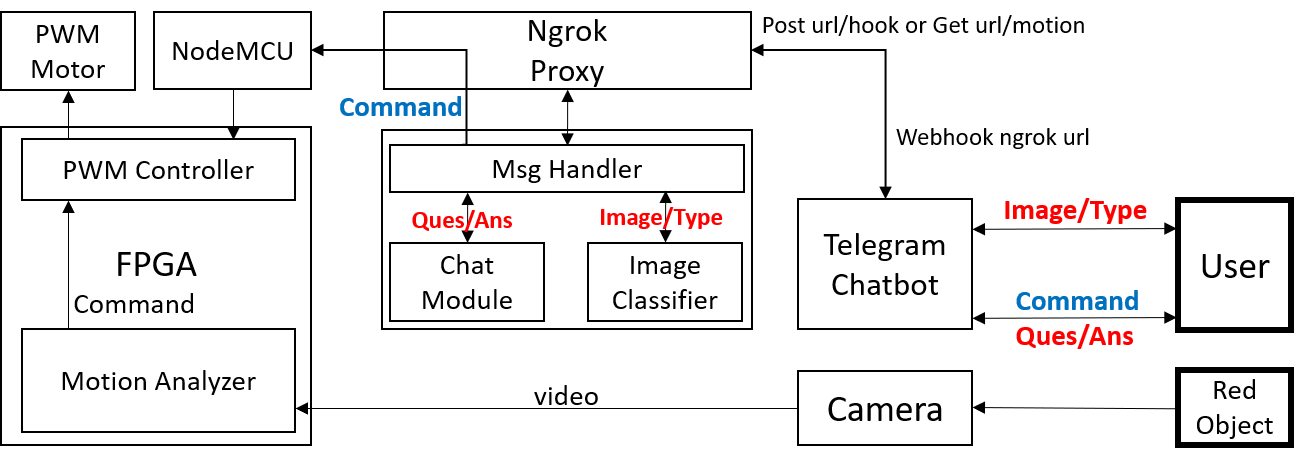 PWM
Motor
NodeMCU
Ngrok
Proxy
Post url/hook or Get url/motion
Command
Webhook ngrok url
PWM Controller
Msg Handler
Ques/Ans
Image/Type
Image/Type
FPGA
Chat
Module
Image
Classifier
Telegram
Chatbot
User
Command
Command
Ques/Ans
Motion Analyzer
video
Camera
Red
Object